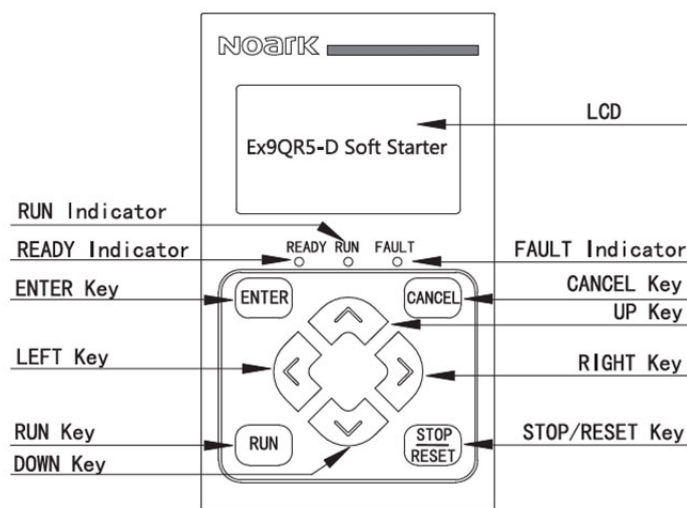 NOARK
LCD
Ex9QR5-D Soft Starter
RUN Indicator
READY Indicator
READY RUN FAULT
FAULT Indicator
ENTER Key
ENTER
CANCEL
CANCEL Key
UP Key
LEFT Key
RIGHT Key
RUN Key
RUN
STOP
RESET
STOP/RESET Key
DOWN Key